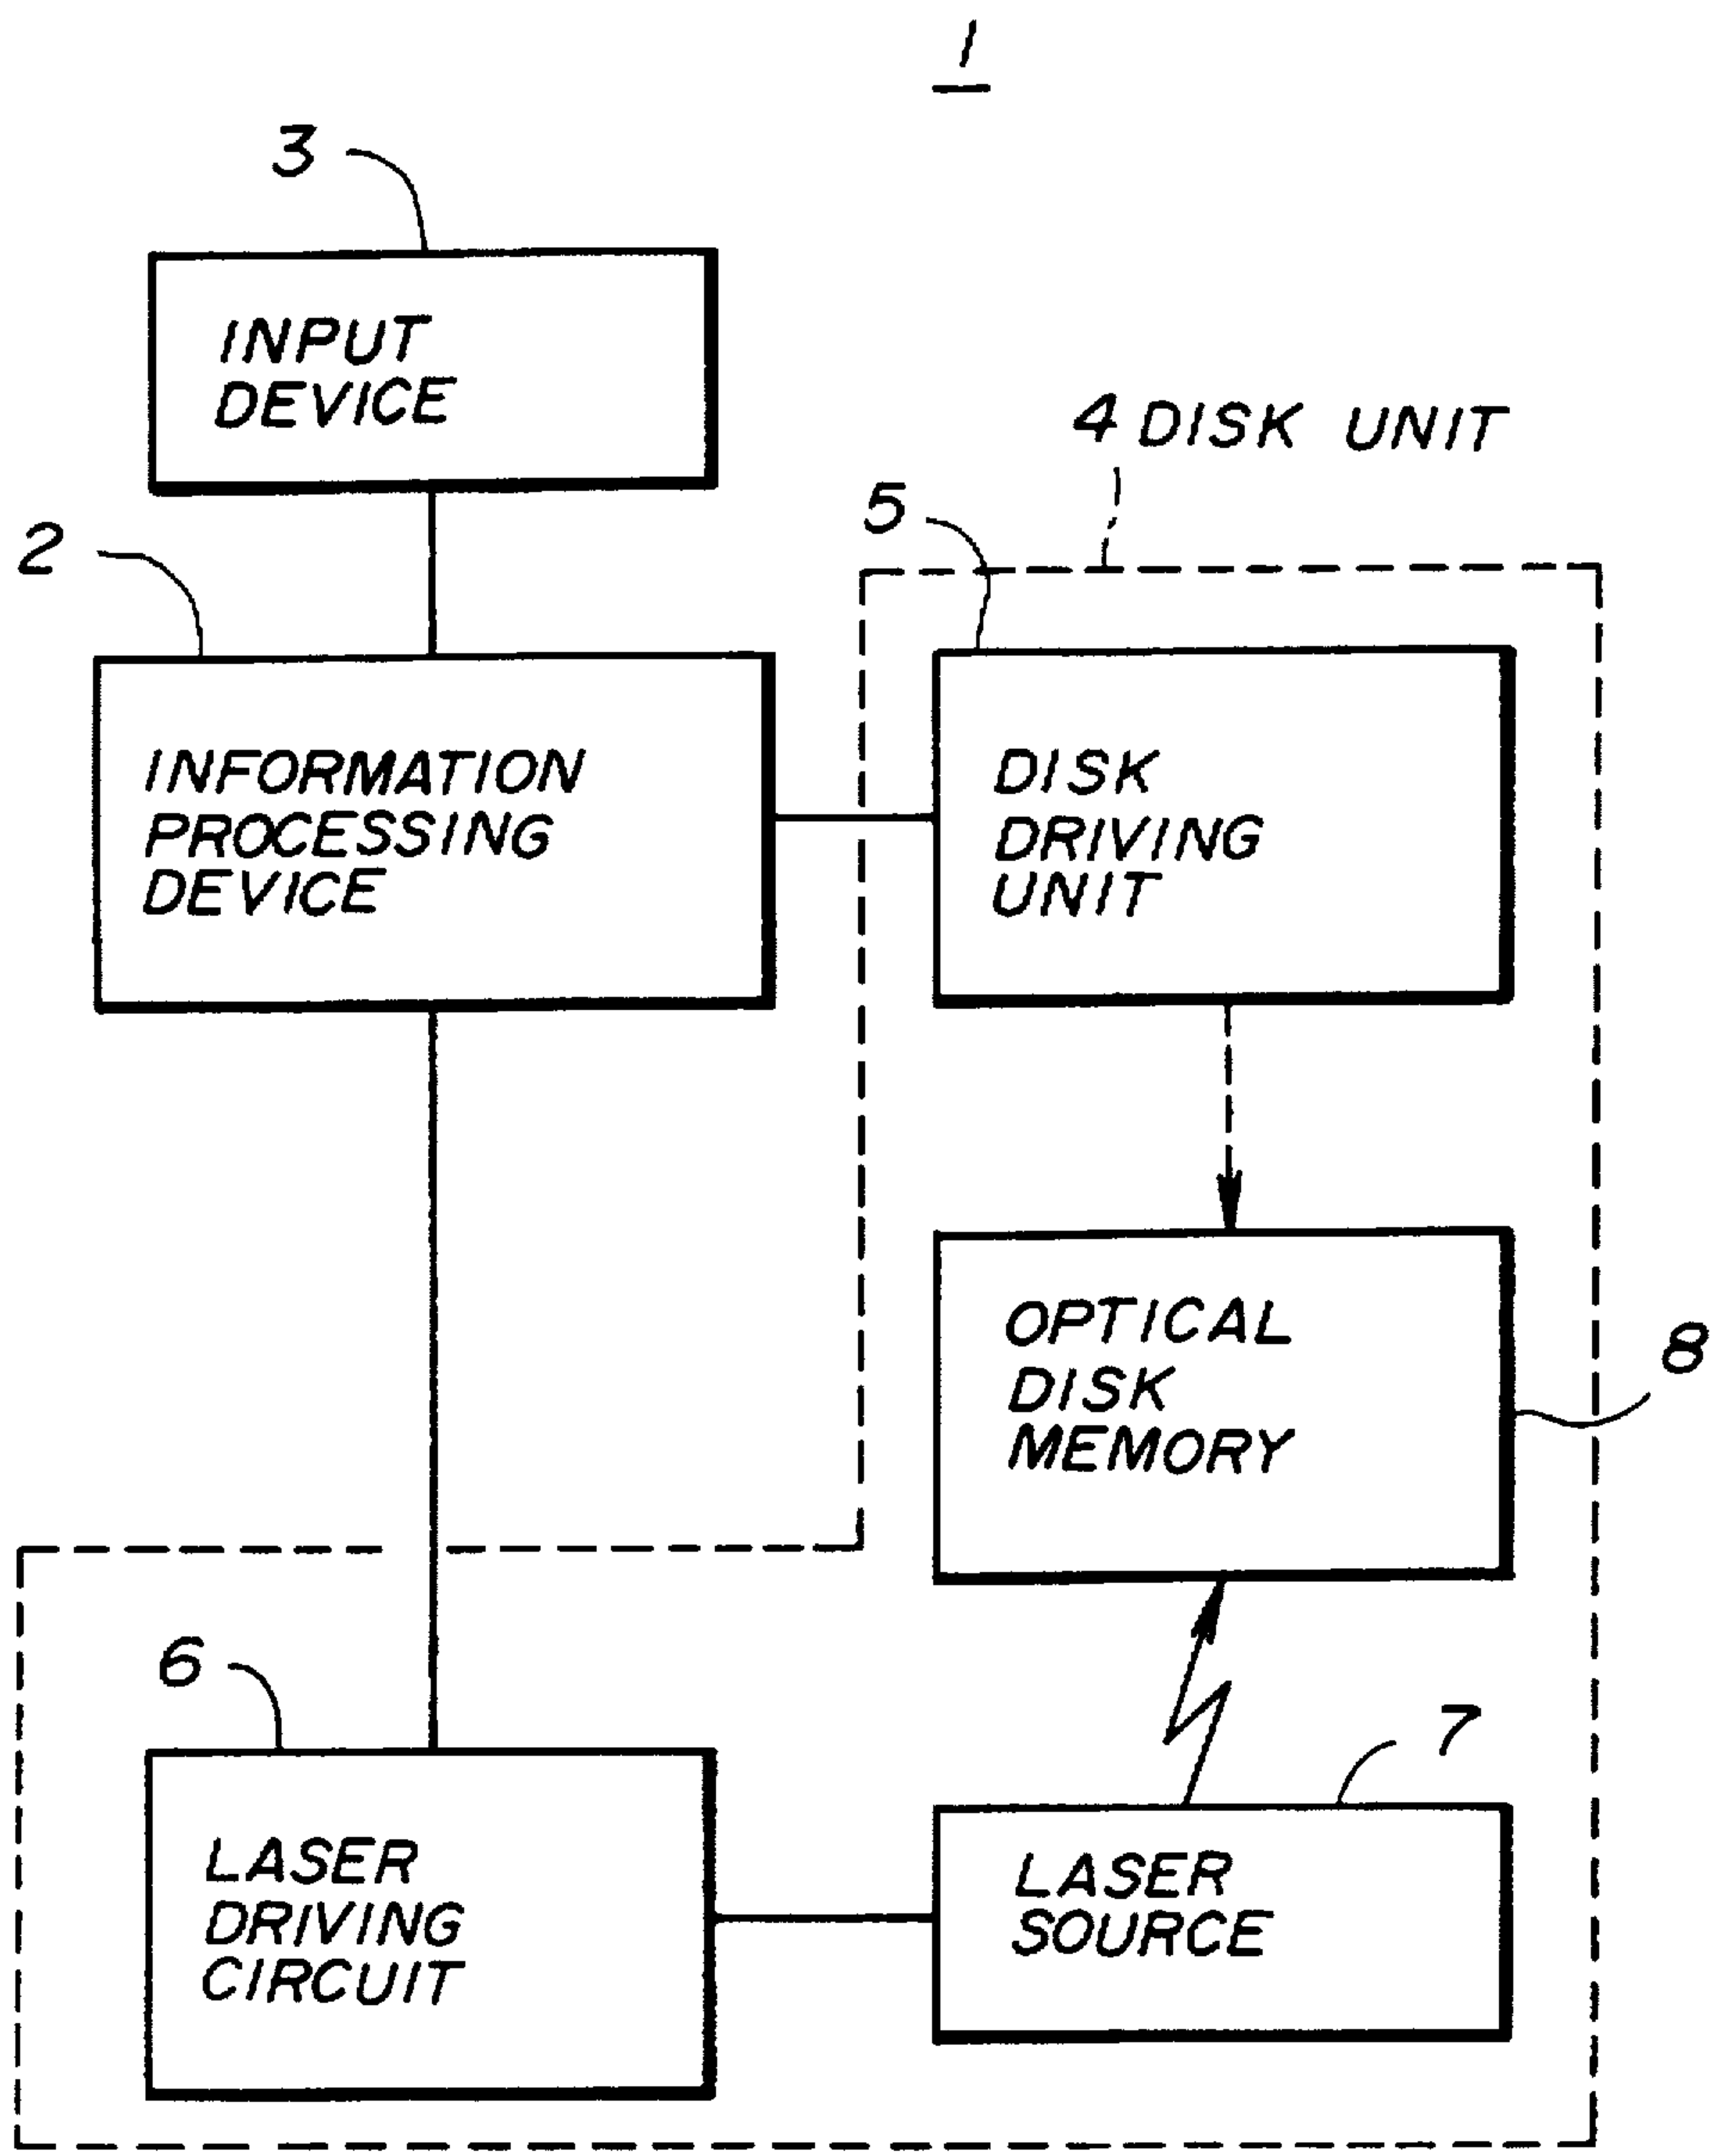 1
3
INPUT
DEVICE
4 DISK UNIT
5
2
INFORMATION
PROCESSING
DEVICE
DISK
DRIVING
UNIT
OPTICAL
DISK
MEMORY
8
6
7
LASER
DRIVING
CIRCUIT
LASER
SOURCE